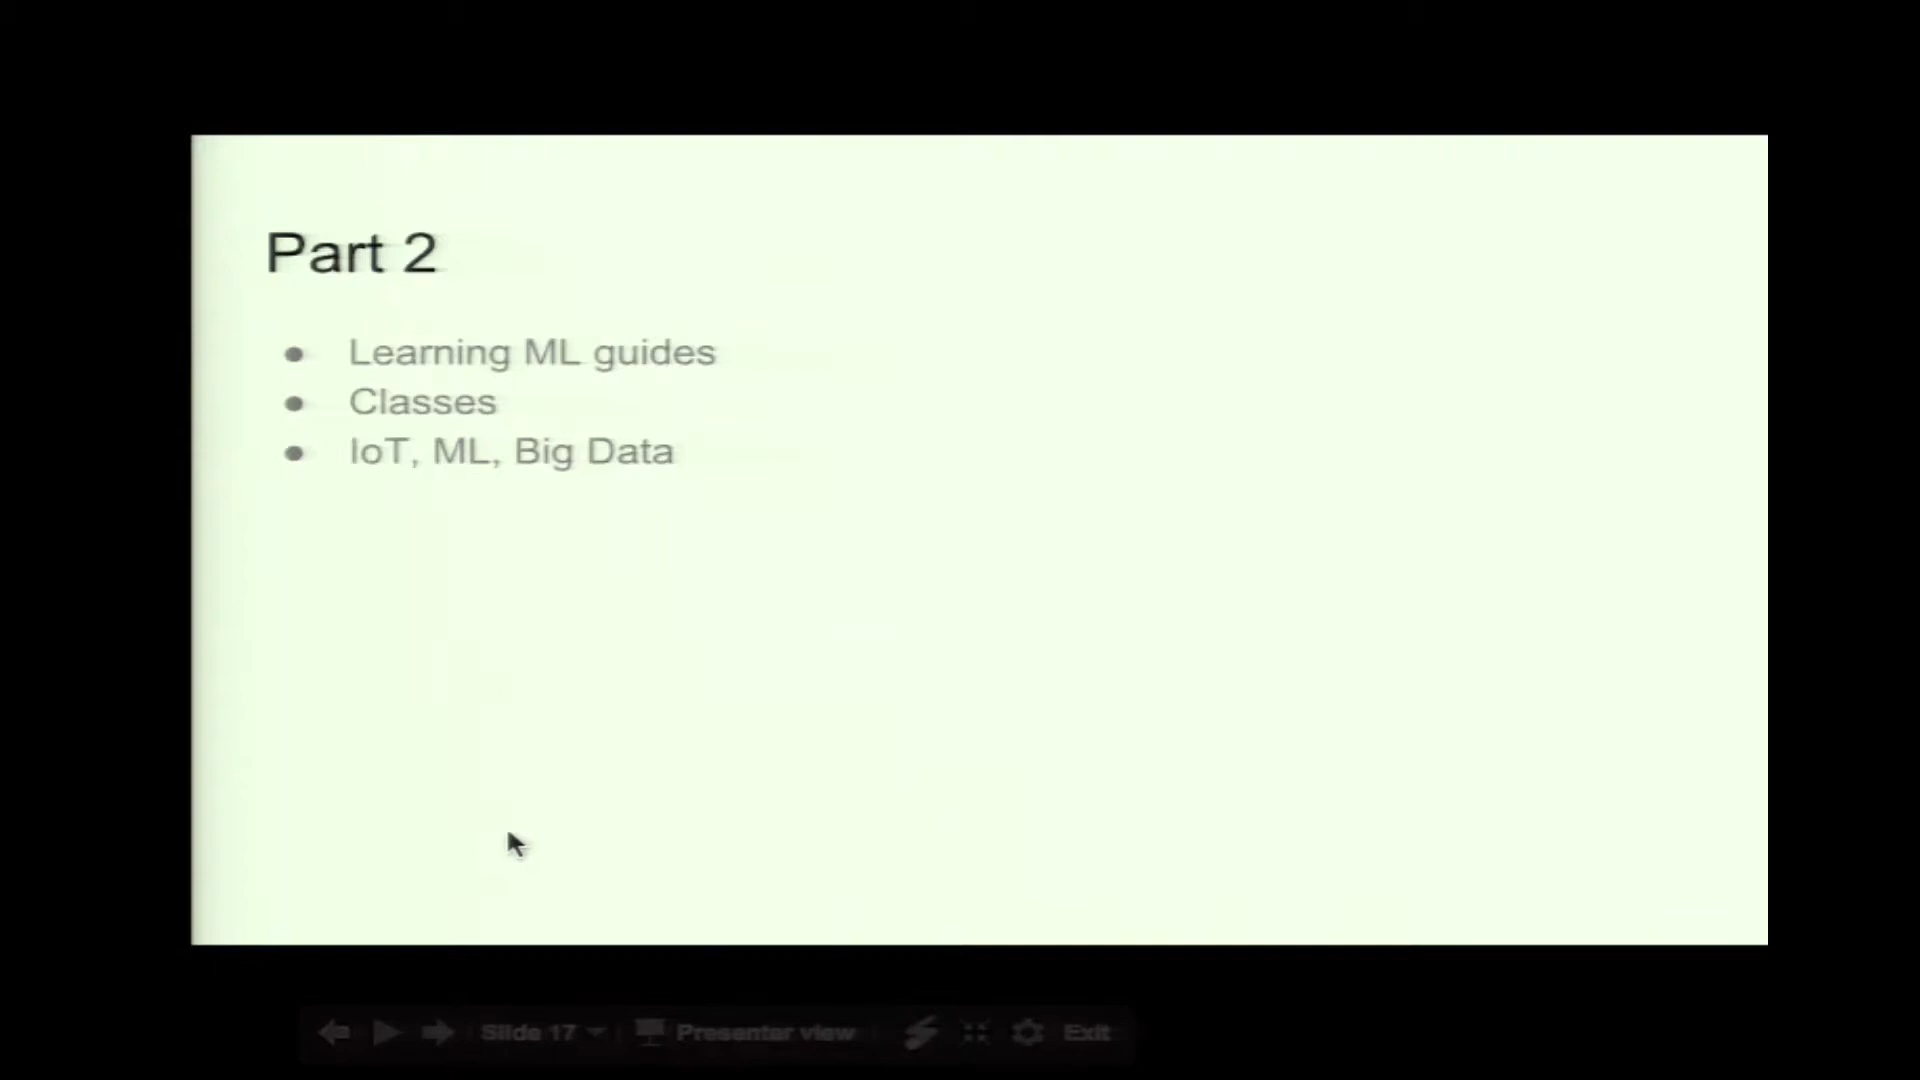 Part 2
● Learning ML guides
● Classes
● IoT, ML, Big Data
Slide 17 Presenter view Exit